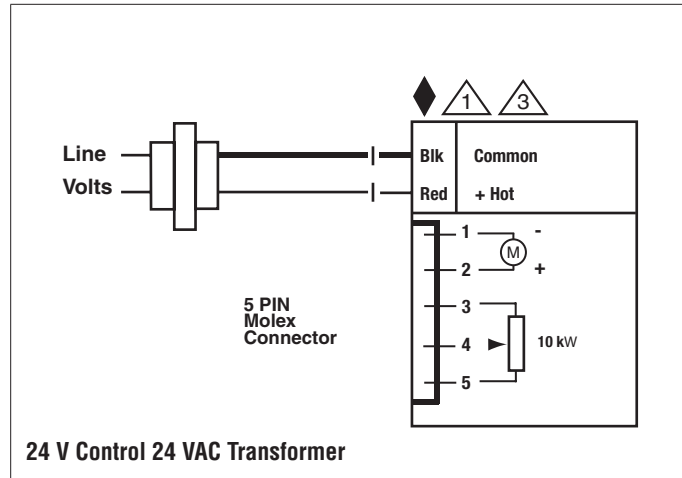 1 3
Line
Volts
Blk Common
Red + Hot
1 -
M
2 +
3
4 10 kW
5
5 PIN
Molex
Connector
24 V Control 24 VAC Transformer